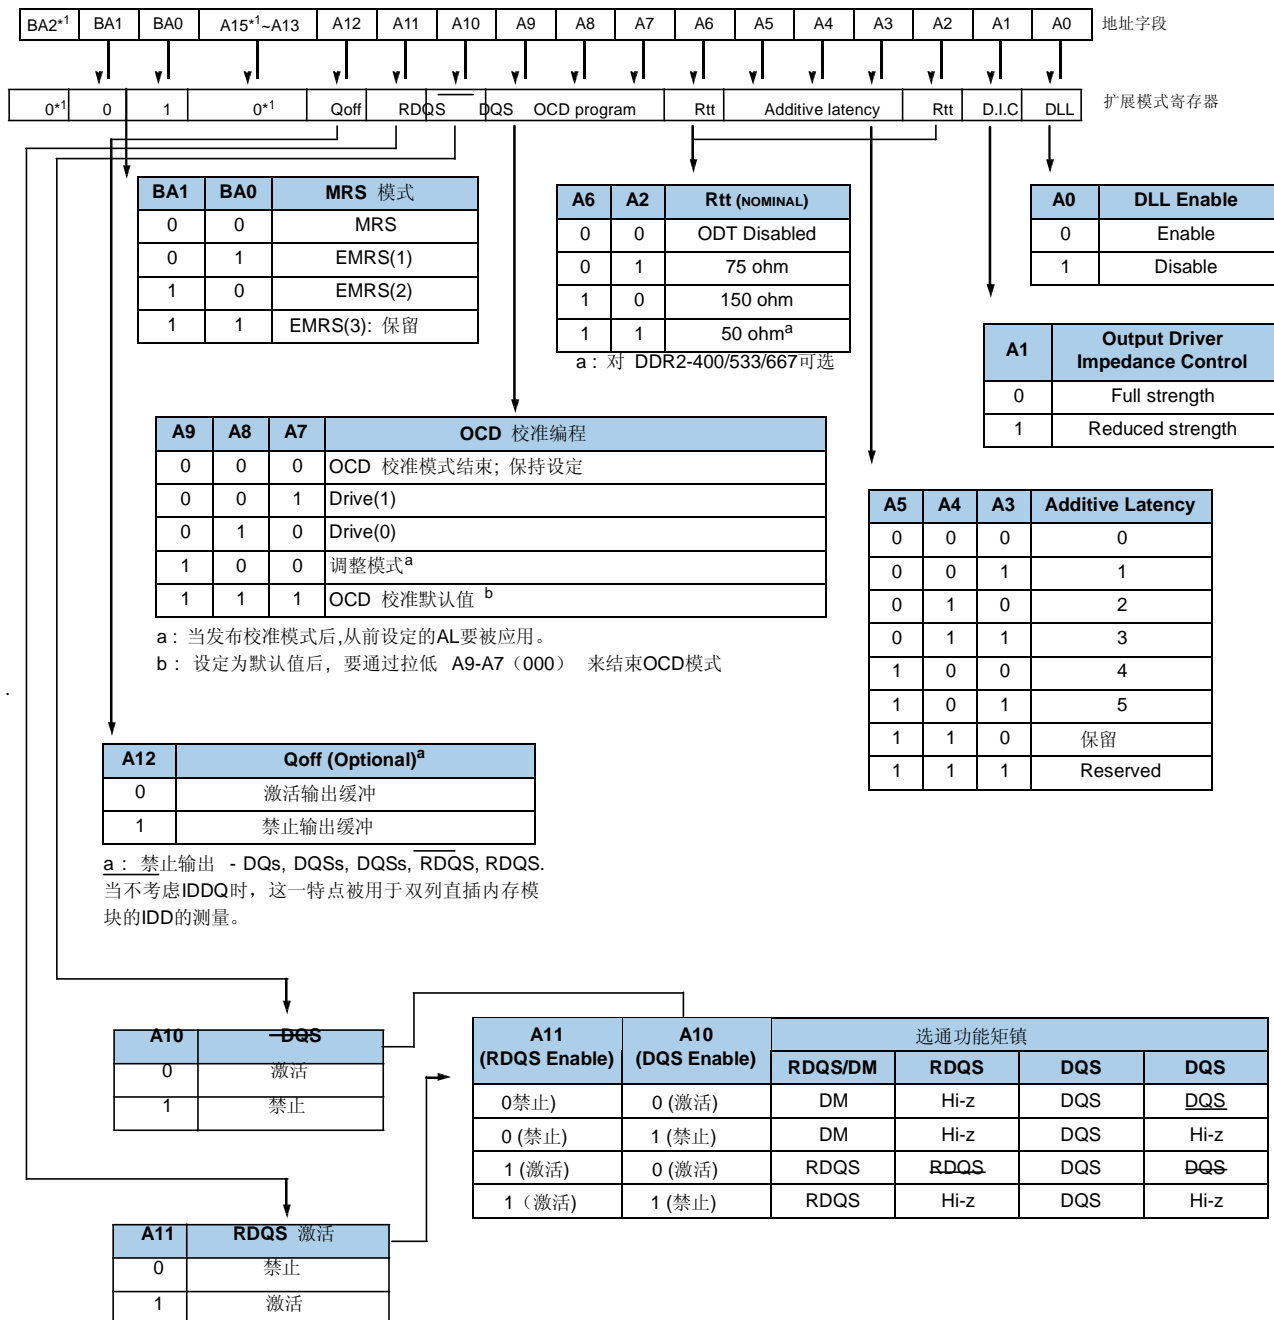 BA2*1 BA1 BA0 A15*1~A13 A12 A11 A10 A9 A8 A7 A6 A5 A4 A3 A2 A1 A0 地址字段
0*1 0 1 0*1 Qoff RDQS DQS OCD program Rtt Additive latency Rtt D.I.C DLL 扩展模式寄存器
BA1 BA0 MRS 模式
0 0 MRS
0 1 EMRS(1)
1 0 EMRS(2)
1 1 EMRS(3): 保留
A6 A2 Rtt (NOMINAL)
0 0 ODT Disabled
0 1 75 ohm
1 0 150 ohm
1 1 50 ohma
a : 对 DDR2-400/533/667可选
A0 DLL Enable
0 Enable
1 Disable
A1 Output Driver
Impedance Control
0 Full strength
1 Reduced strength
A9 A8 A7 OCD 校准编程
0 0 0 OCD 校准模式结束; 保持设定
0 0 1 Drive(1)
0 1 0 Drive(0)
1 0 0 调整模式a
1 1 1 OCD 校准默认值 b
a : 当发布校准模式后,从前设定的AL要被应用。
b : 设定为默认值后, 要通过拉低 A9-A7（000） 来结束OCD模式
A5 A4 A3 Additive Latency
0 0 0 0
0 0 1 1
0 1 0 2
0 1 1 3
1 0 0 4
1 0 1 5
1 1 0 保留
1 1 1 Reserved
.
A12 Qoff (Optional)a
0 激活输出缓冲
1 禁止输出缓冲
a : 禁止输出 - DQs, DQSs, DQSs, RDQS, RDQS.
当不考虑IDDQ时，这一特点被用于双列直插内存模
块的IDD的测量。
A10 DQS
0 激活
1 禁止
A11 RDQS 激活
0 禁止
1 激活
A11 A10 选通功能矩镇
(RDQS Enable) (DQS Enable) RDQS/DM RDQS DQS DQS
0禁止) 0 (激活) DM Hi-z DQS DQS
0 (禁止) 1 (禁止) DM Hi-z DQS Hi-z
1 (激活) 0 (激活) RDQS RDQS DQS DQS
1（激活) 1 (禁止) RDQS Hi-z DQS Hi-z